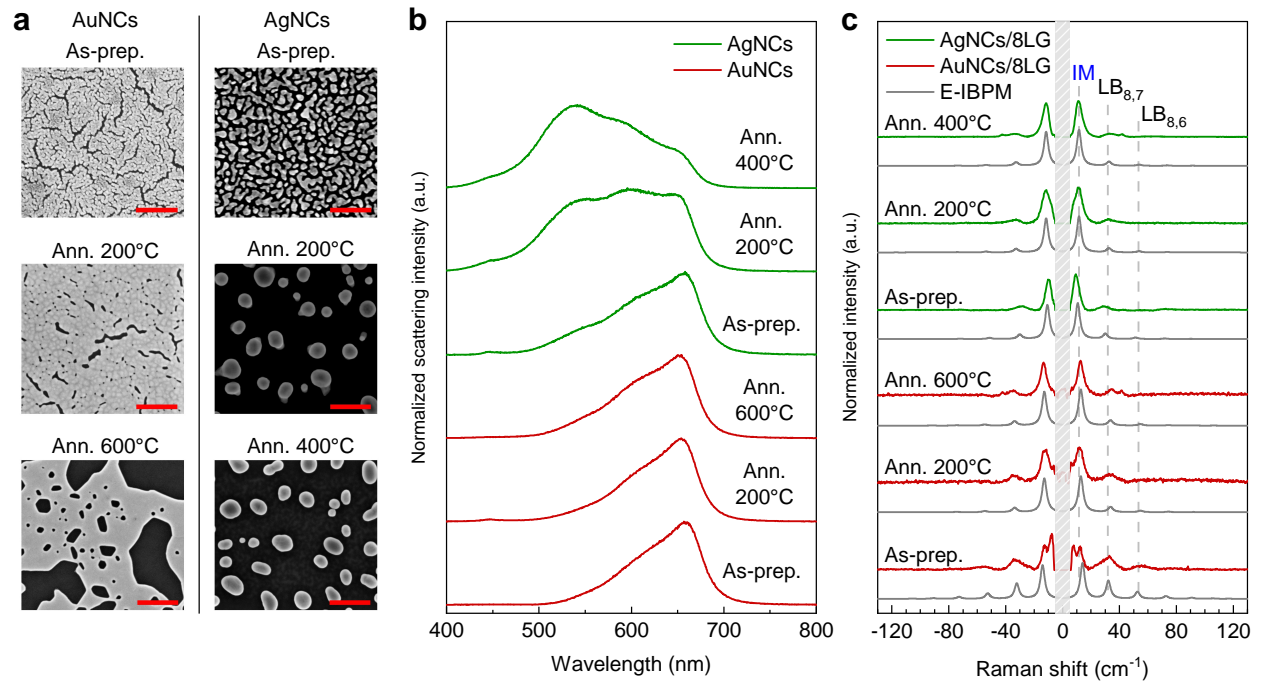 a
AuNCs
As-prep.
AgNCs
As-prep.
Ann. 200°C
Ann. 200°C
Ann. 600°C
Ann. 400°C
b
AgNCs
AuNCs
Ann.
400°C
Ann.
200°C
As-prep.
Ann.
600°C
Ann.
200°C
As-prep.
Normalized scattering intensity (a.u.)
400 500 600 700 800
Wavelength (nm)
c
AgNCs/8LG
AuNCs/8LG
E-IBPM
IM
LB8,7
LB8,6
Ann. 400°C
Ann. 200°C
As-prep.
Ann. 600°C
Ann. 200°C
As-prep.
Normalized intensity (a.u.)
-120 -80 -40 0 40 80 120
Raman shift (cm-1)